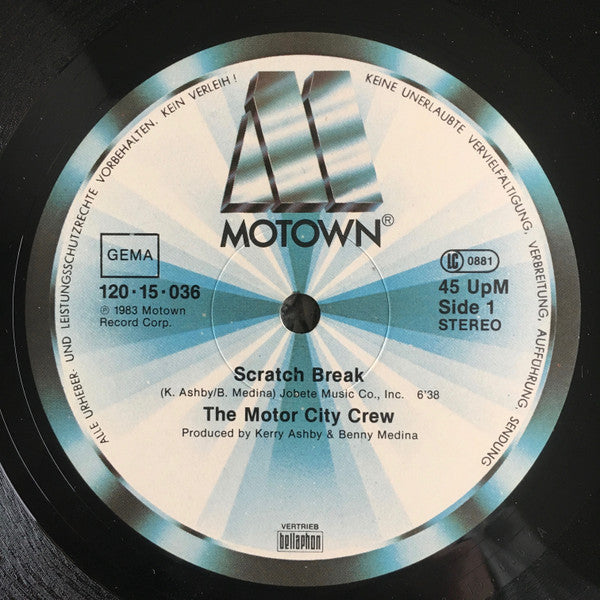 ALLE URHEBER- UND LEISTUNGSSCHUTZRECHTE VORBEHALTEN. KEIN VERLEIH! KEINE UNERLAUBTE VERVIELFÄLTIGUNG, VERBREITUNG, AUFFÜHRUNG, SENDUNG
MOTOWN®
GEMA
120·15·036
℗ 1983 Motown
Record Corp.
LC 0881
45 UpM
Side 1
STEREO
Scratch Break
(K. Ashby/B. Medina) Jobete Music Co., Inc. 6'38
The Motor City Crew
Produced by Kerry Ashby & Benny Medina
VERTRIEB
bellaphon